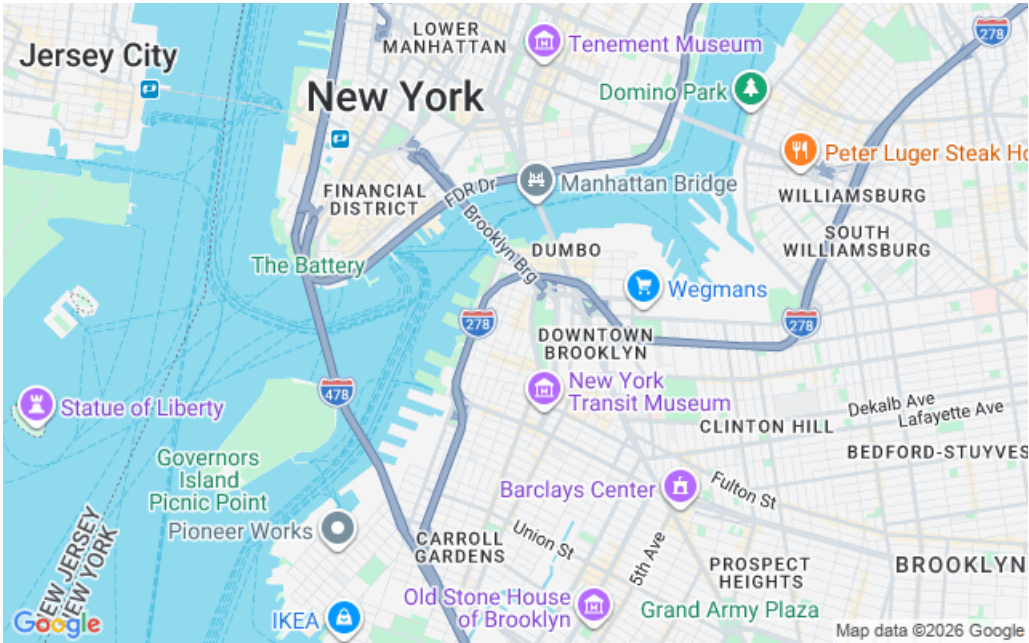 LOWER
MANHATTAN
Tenement Museum
278
Jersey City
New York
Domino Park
Peter Luger Steak Ho
FINANCIAL
DISTRICT
FDR Dr
Manhattan Bridge
WILLIAMSBURG
Brooklyn Brg
DUMBO
SOUTH
WILLIAMSBURG
The Battery
Wegmans
278
278
DOWNTOWN
BROOKLYN
478
Statue of Liberty
New York
Transit Museum
Dekalb Ave
Lafayette Ave
CLINTON HILL
BEDFORD-STUYVES
Governors
Island
Picnic Point
Barclays Center
Fulton St
Pioneer Works
CARROLL
GARDENS
Union St
5th Ave
PROSPECT
HEIGHTS
BROOKLYN
NEW JERSEY
NEW YORK
IKEA
Old Stone House
of Brooklyn
Grand Army Plaza
Google
Map data ©2026 Google